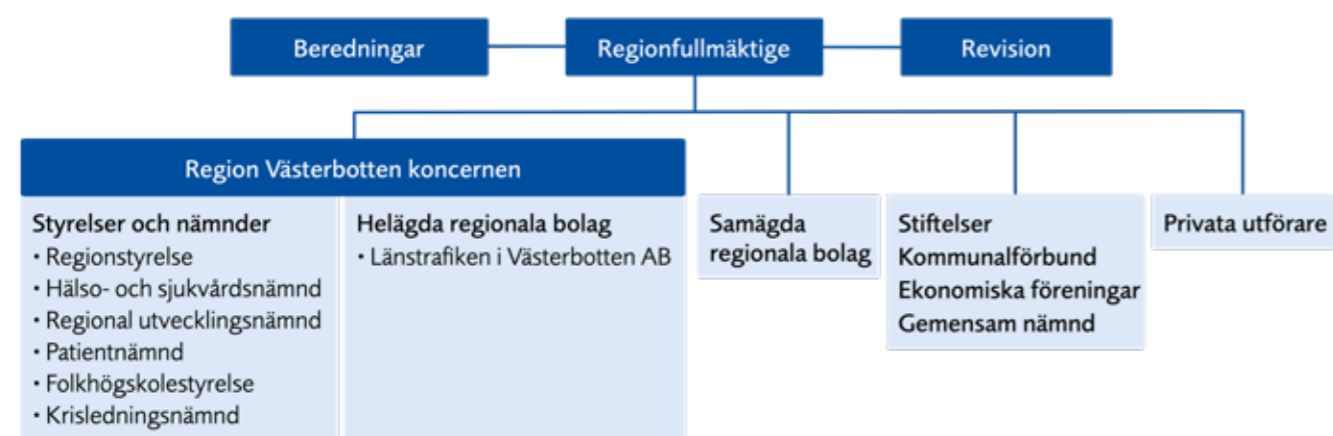 Beredningar
Regionfullmäktige
Revision
Region Västerbotten koncernen
Styrelser och nämnder
· Regionstyrelse
· Hälso- och sjukvårdsnämnd
· Regional utvecklingsnämnd
· Patientnämnd
· Folkhögskolestyrelse
· Krisledningsnämnd
Helägda regionala bolag
· Länstrafiken i Västerbotten AB
Samägda
regionala bolag
Stiftelser
Kommunalförbund
Ekonomiska föreningar
Gemensam nämnd
Privata utförare